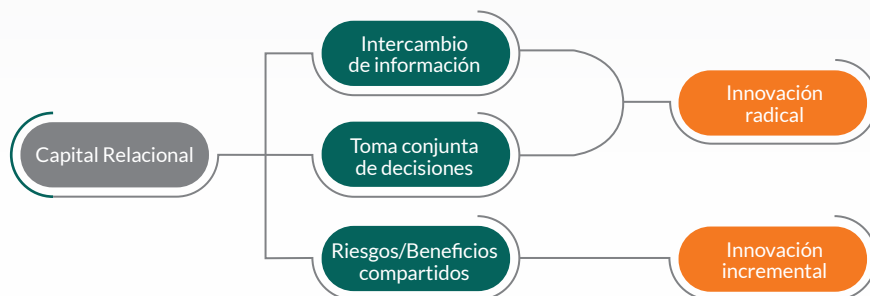 Capital Relacional
Intercambio
de información
Toma conjunta
de decisiones
Riesgos/Beneficios
compartidos
Innovación
radical
Innovación
incremental